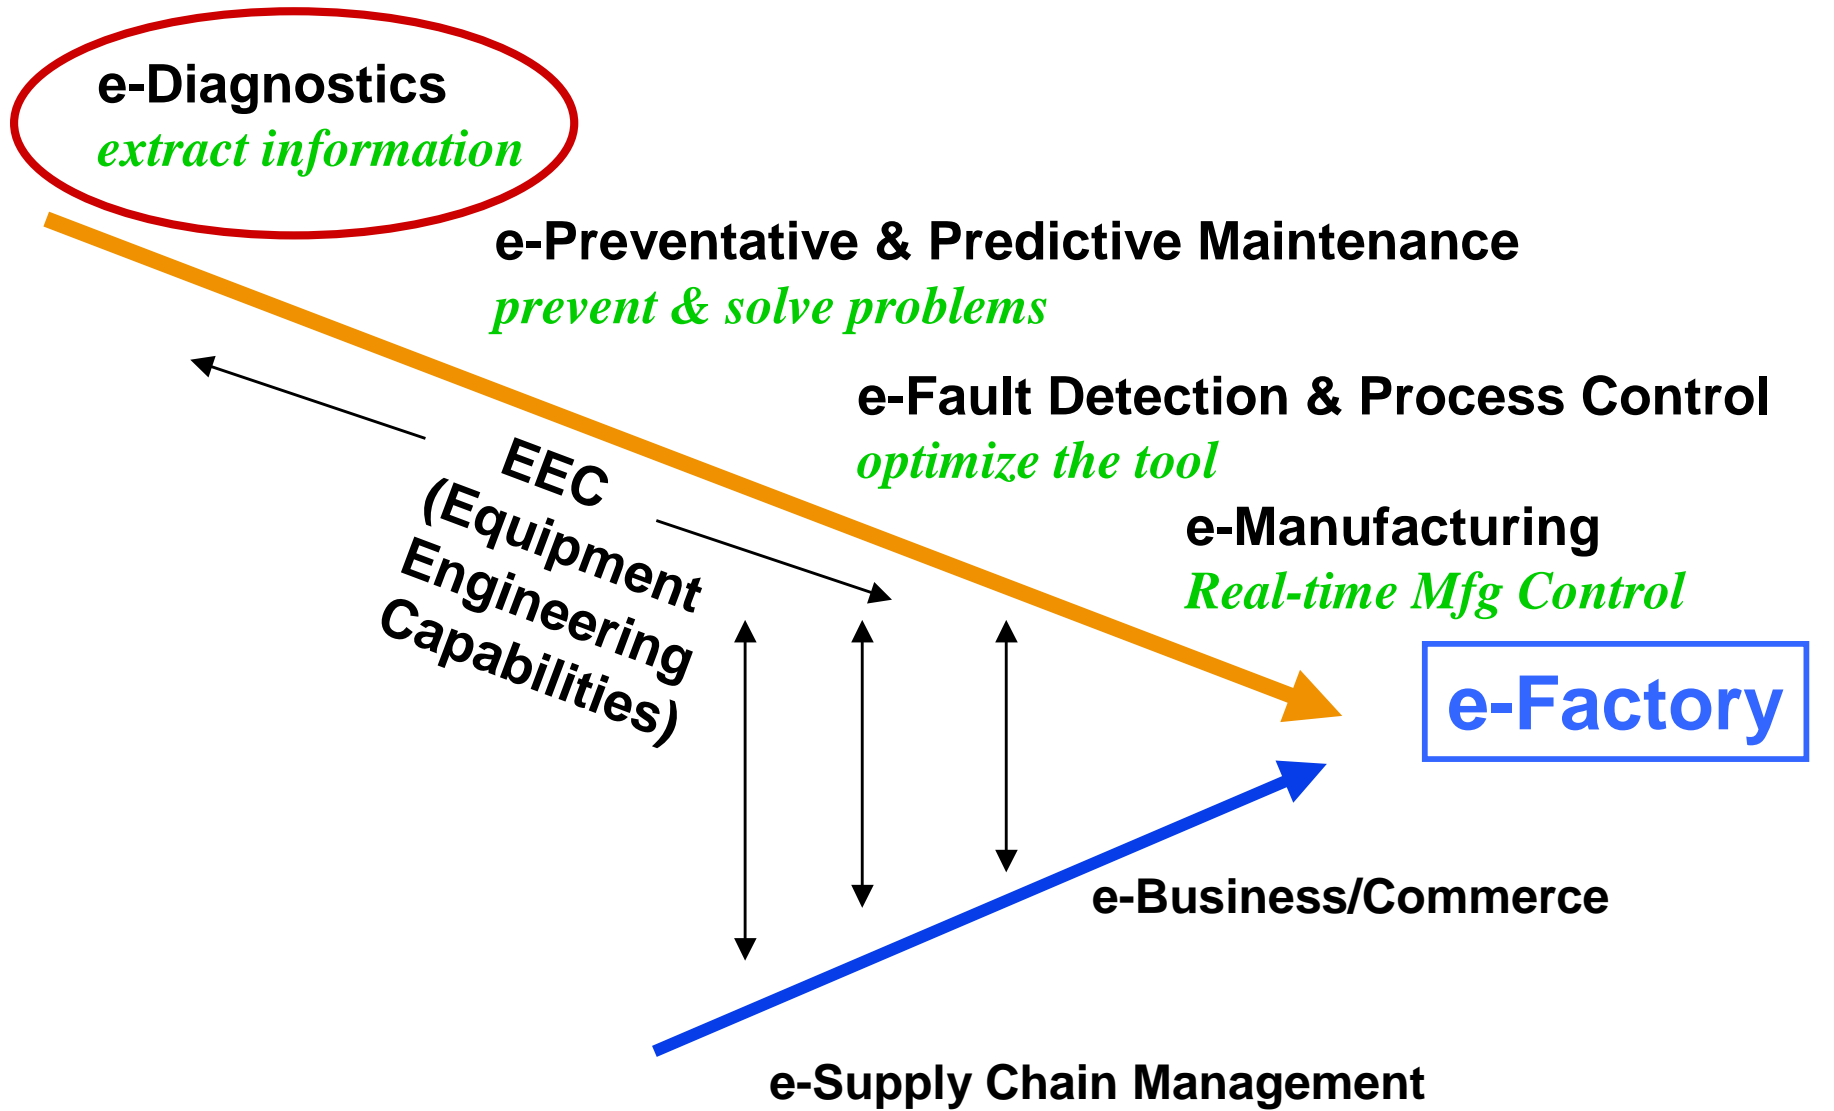 e-Diagnostics
extract information
e-Preventative & Predictive Maintenance
prevent & solve problems
e-Fault Detection & Process Control
optimize the tool
EEC
(Equipment
Engineering
Capabilities)
e-Manufacturing
Real-time Mfg Control
e-Factory
e-Business/Commerce
e-Supply Chain Management